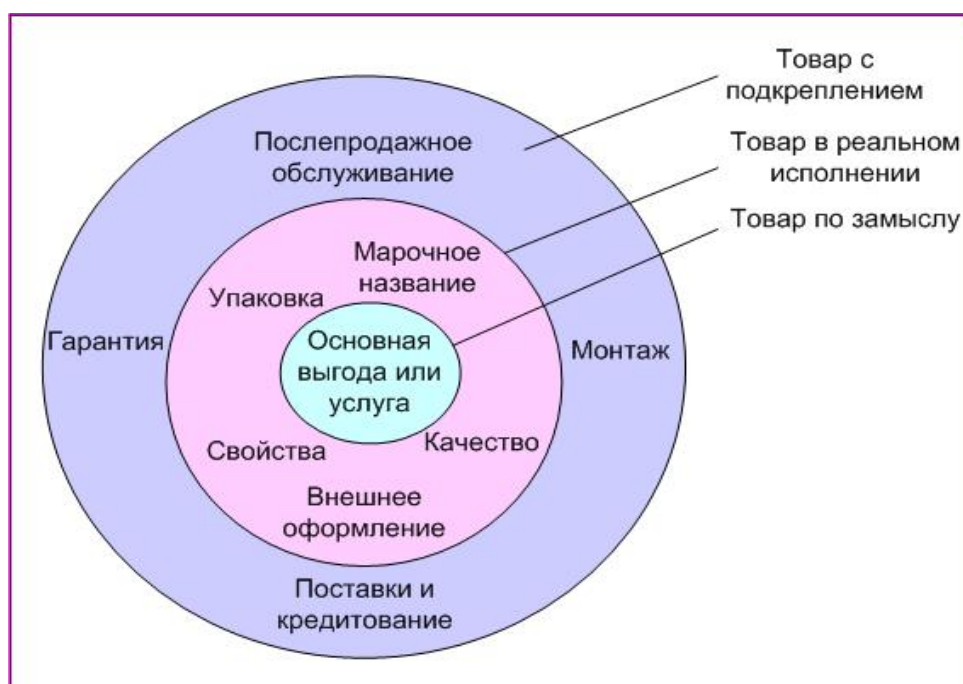 Товар с
подкреплением
Товар в реальном
исполнении
Товар по замыслу
Послепродажное
обслуживание
Марочное
название
Упаковка
Гарантия
Основная
выгода или
услуга
Монтаж
Свойства
Качество
Внешнее
оформление
Поставки и
кредитование